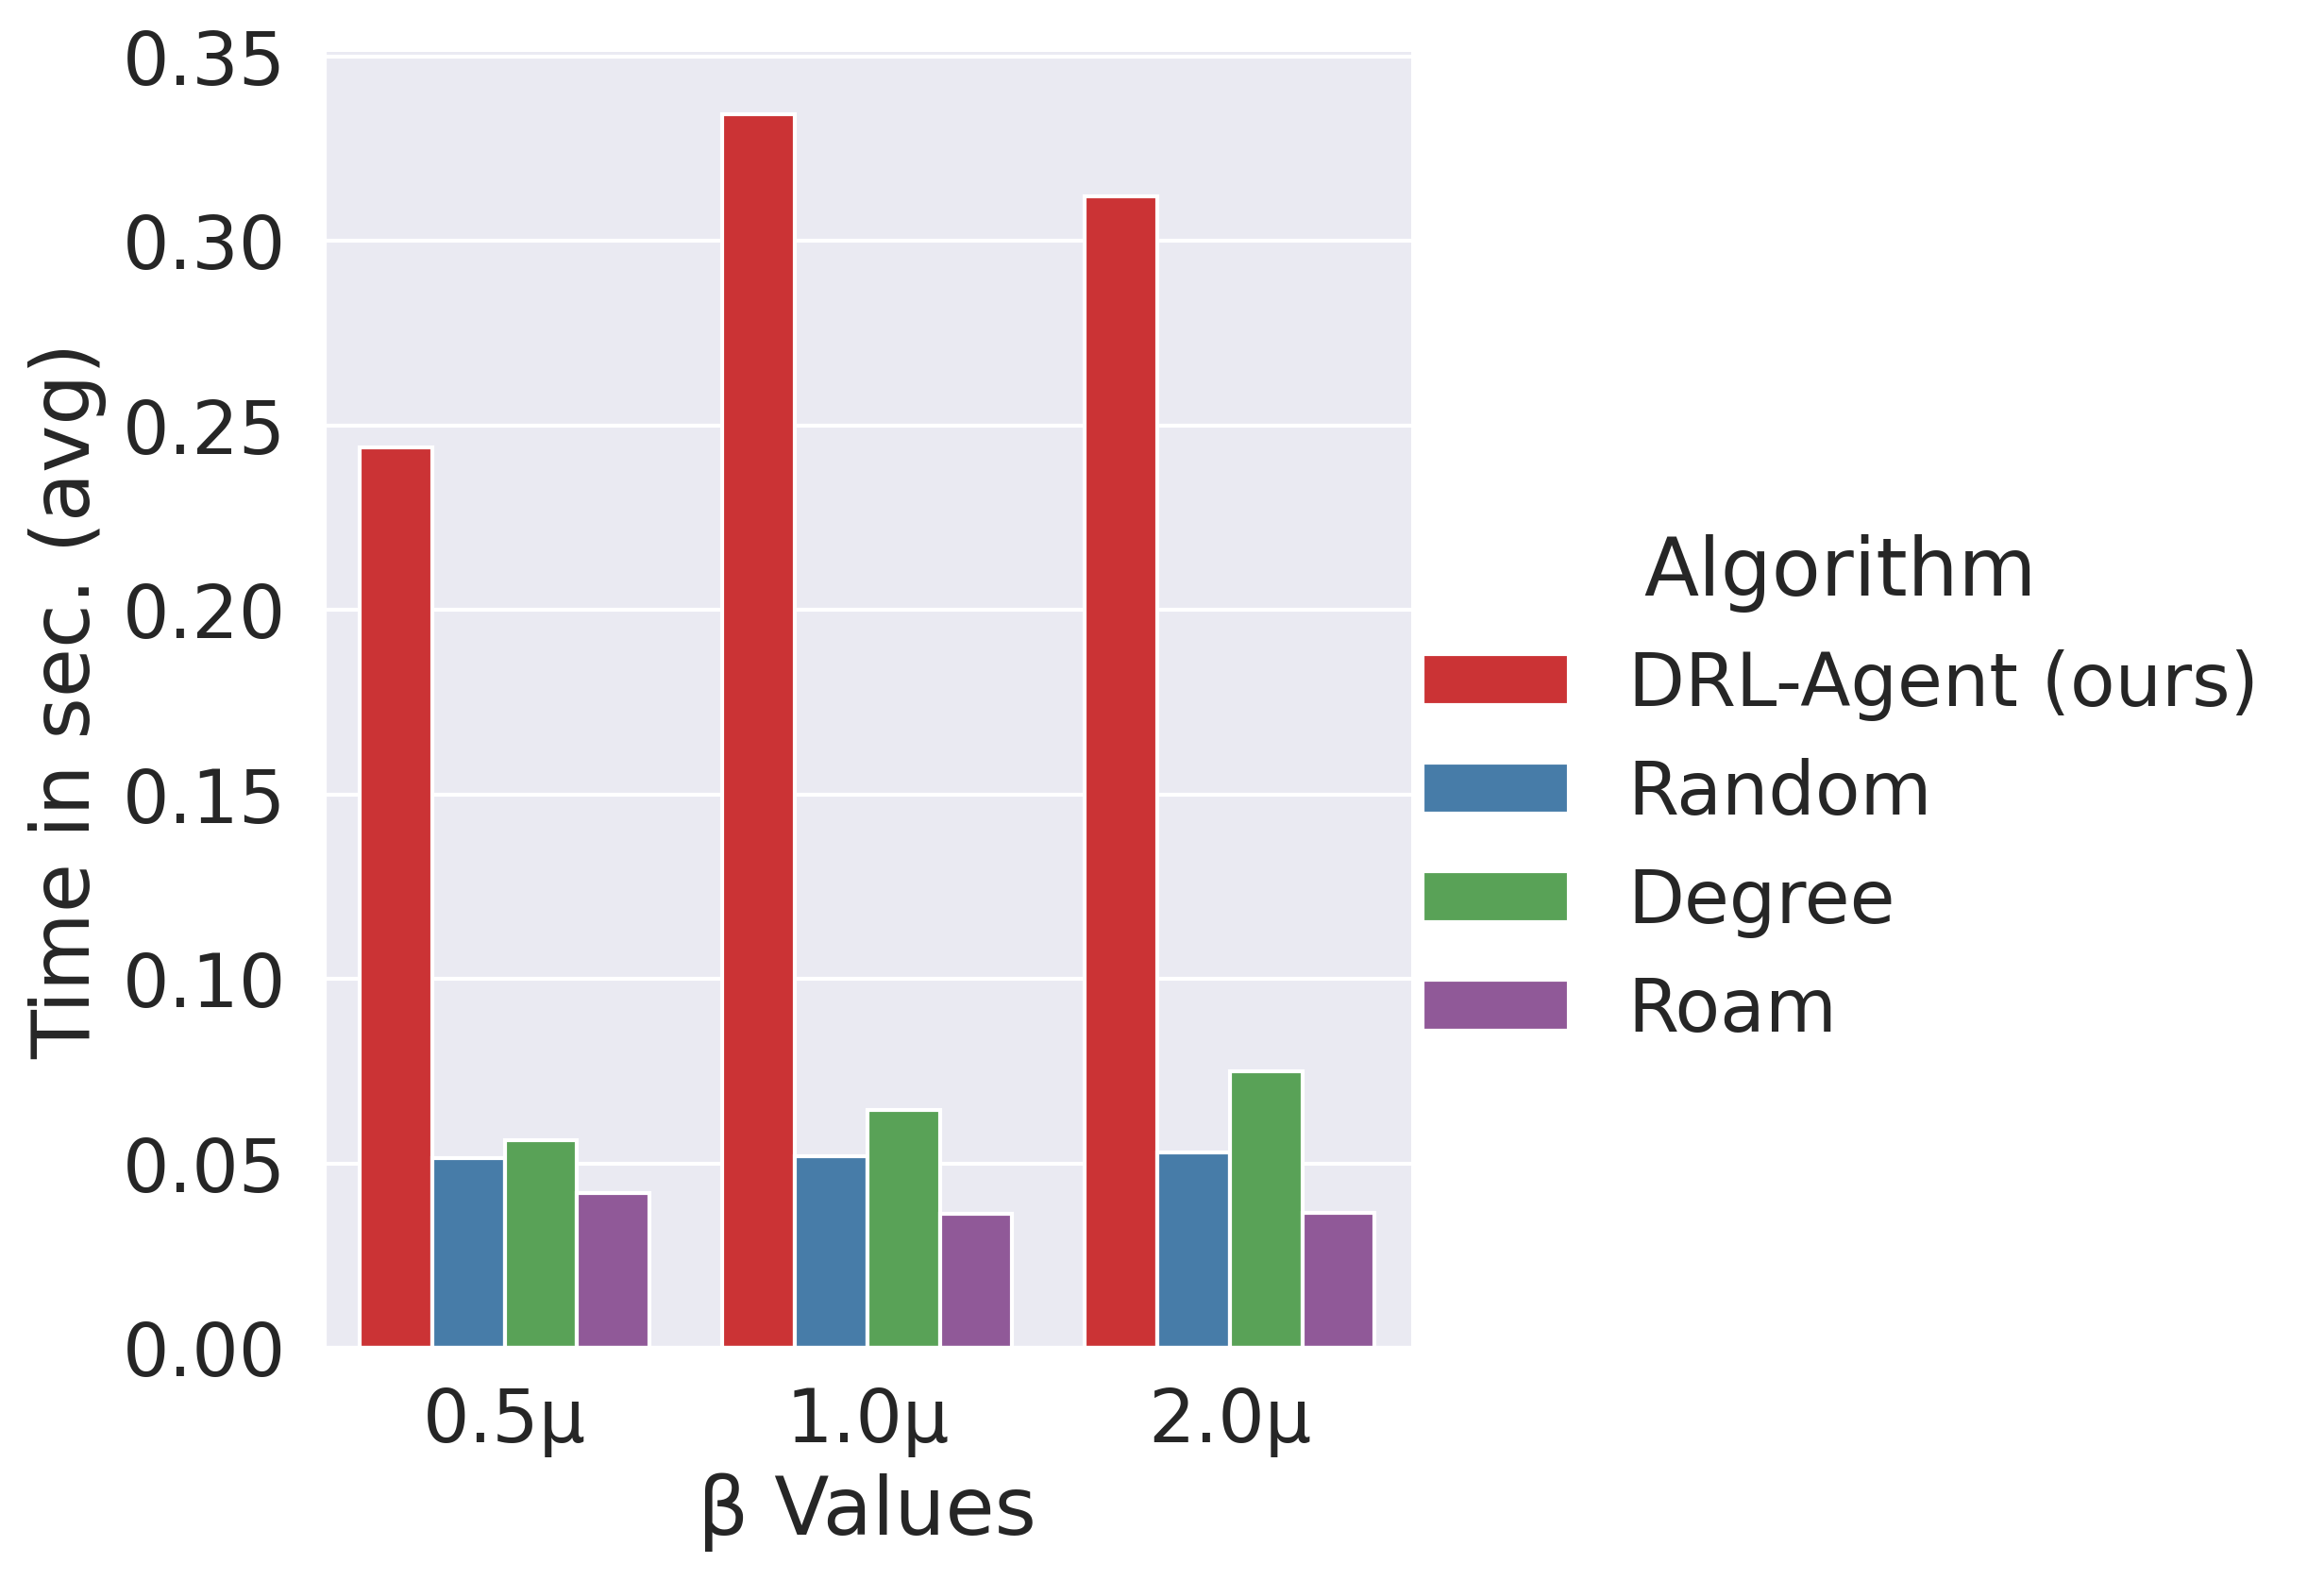 0.35
0.30
0.25
0.20
0.15
0.10
0.05
0.00
Time in sec. (avg)
0.5μ 1.0μ 2.0μ
β Values
Algorithm
DRL-Agent (ours)
Random
Degree
Roam